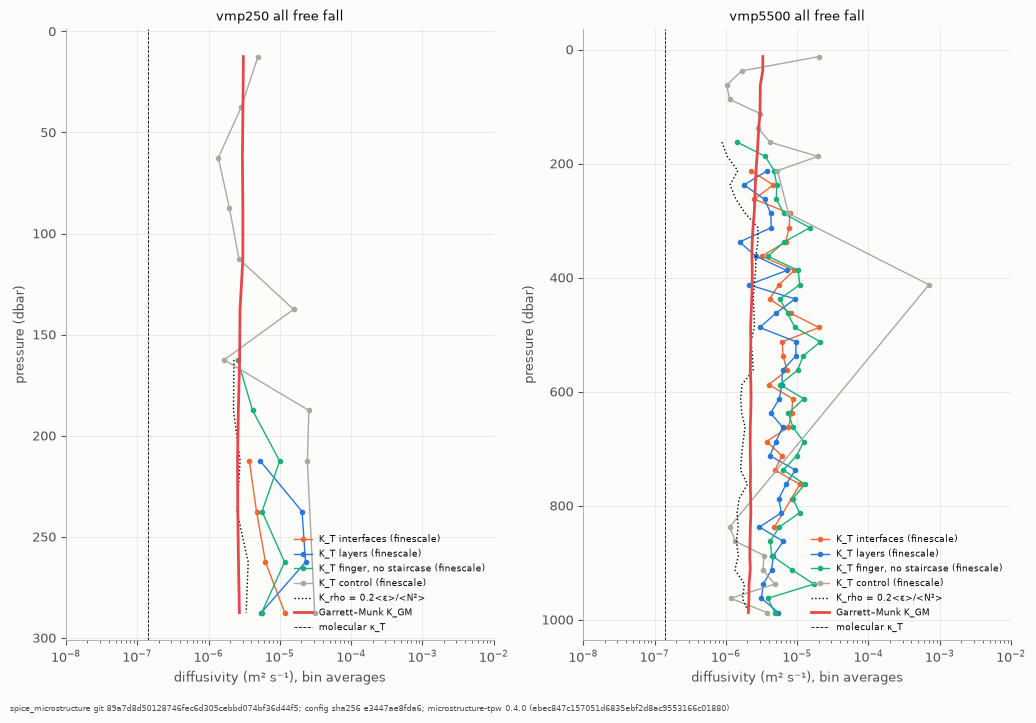 vmp250 all free fall
vmp5500 all free fall
pressure (dbar)
0
50
100
150
200
250
300
10⁻⁸ 10⁻⁷ 10⁻⁶ 10⁻⁵ 10⁻⁴ 10⁻³ 10⁻²
diffusivity (m² s⁻¹), bin averages
K_T interfaces (finescale)
K_T layers (finescale)
K_T finger, no staircase (finescale)
K_T control (finescale)
K_rho = 0.2<ε>/<N²>
Garrett–Munk K_GM
molecular κ_T
pressure (dbar)
0
200
400
600
800
1000
10⁻⁸ 10⁻⁷ 10⁻⁶ 10⁻⁵ 10⁻⁴ 10⁻³ 10⁻²
diffusivity (m² s⁻¹), bin averages
K_T interfaces (finescale)
K_T layers (finescale)
K_T finger, no staircase (finescale)
K_T control (finescale)
K_rho = 0.2<ε>/<N²>
Garrett–Munk K_GM
molecular κ_T
spice_microstructure git 89a7d8d50128746fec6d305cebbd074bf36d44f5; config sha256 e3447ae8fda6; microstructure-tpw 0.4.0 (ebec847c157051d6835ebf2d8ac9553166c01880)